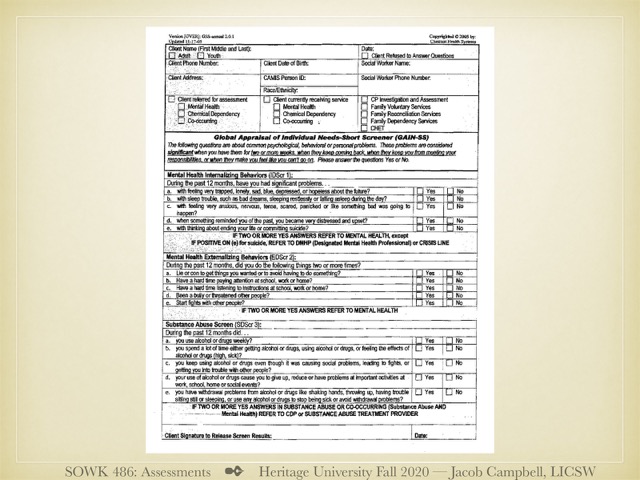 Version [OVER]: GSS-annual 2.0.1 Copyrighted © 2005 by:
Updated 12-17-05 Chestnut Health Systems
Client Name (First Middle and Last): Date:
Adult Youth Client Refused to Answer Questions
Client Phone Number: Client Date of Birth: Social Worker Name:
Client Address: CAMIS Person ID: Social Worker Phone Number:
Race/Ethnicity:
Client referred for assessment Client currently receiving service CP Investigation and Assessment
Mental Health Mental Health Family Voluntary Services
Chemical Dependency Chemical Dependency Family Reconciliation Services
Co-occurring Co-occurring Family Dependency Services
CHET
Global Appraisal of Individual Needs-Short Screener (GAIN-SS)
The following questions are about common psychological, behavioral or personal problems. These problems are considered
significant when you have them for two or more weeks, when they keep coming back, when they keep you from meeting your
responsibilities, or when they make you feel like you can't go on. Please answer the questions Yes or No.
Mental Health Internalizing Behaviors (IDScr 1):
During the past 12 months, have you had significant problems. . .
a. with feeling very trapped, lonely, sad, blue, depressed, or hopeless about the future? Yes No
b. with sleep trouble, such as bad dreams, sleeping restlessly or falling asleep during the day? Yes No
c. with feeling very anxious, nervous, tense, scared, panicked or like something bad was going to Yes No
happen?
d. when something reminded you of the past, you became very distressed and upset? Yes No
e. with thinking about ending your life or committing suicide? Yes No
IF TWO OR MORE YES ANSWERS REFER TO MENTAL HEALTH, except
IF POSITIVE ON (e) for suicide, REFER TO DMHP (Designated Mental Health Professional) or CRISIS LINE
Mental Health Externalizing Behaviors (EDScr 2):
During the past 12 months, did you do the following things two or more times?
a. Lie or con to get things you wanted or to avoid having to do something? Yes No
b. Have a hard time paying attention at school, work or home? Yes No
c. Have a hard time listening to instructions at school, work or home? Yes No
d. Been a bully or threatened other people? Yes No
e. Start fights with other people? Yes No
IF TWO OR MORE YES ANSWERS REFER TO MENTAL HEALTH
Substance Abuse Screen (SDScr 3):
During the past 12 months did. . .
a. you use alcohol or drugs weekly? Yes No
b. you spend a lot of time either getting alcohol or drugs, using alcohol or drugs, or feeling the effects of Yes No
alcohol or drugs (high, sick)?
c. you keep using alcohol or drugs even though it was causing social problems, leading to fights, or Yes No
getting you into trouble with other people?
d. your use of alcohol or drugs cause you to give up, reduce or have problems at important activities at Yes No
work, school, home or social events?
e. you have withdrawal problems from alcohol or drugs like shaking hands, throwing up, having trouble Yes No
sitting still or sleeping, or use any alcohol or drugs to stop being sick or avoid withdrawal problems?
IF TWO OR MORE YES ANSWERS IN SUBSTANCE ABUSE OR CO-OCCURRING (Substance Abuse AND
Mental Health) REFER TO CDP or SUBSTANCE ABUSE TREATMENT PROVIDER
Client Signature to Release Screen Results: Date:
SOWK 486: Assessments Heritage University Fall 2020 — Jacob Campbell, LICSW